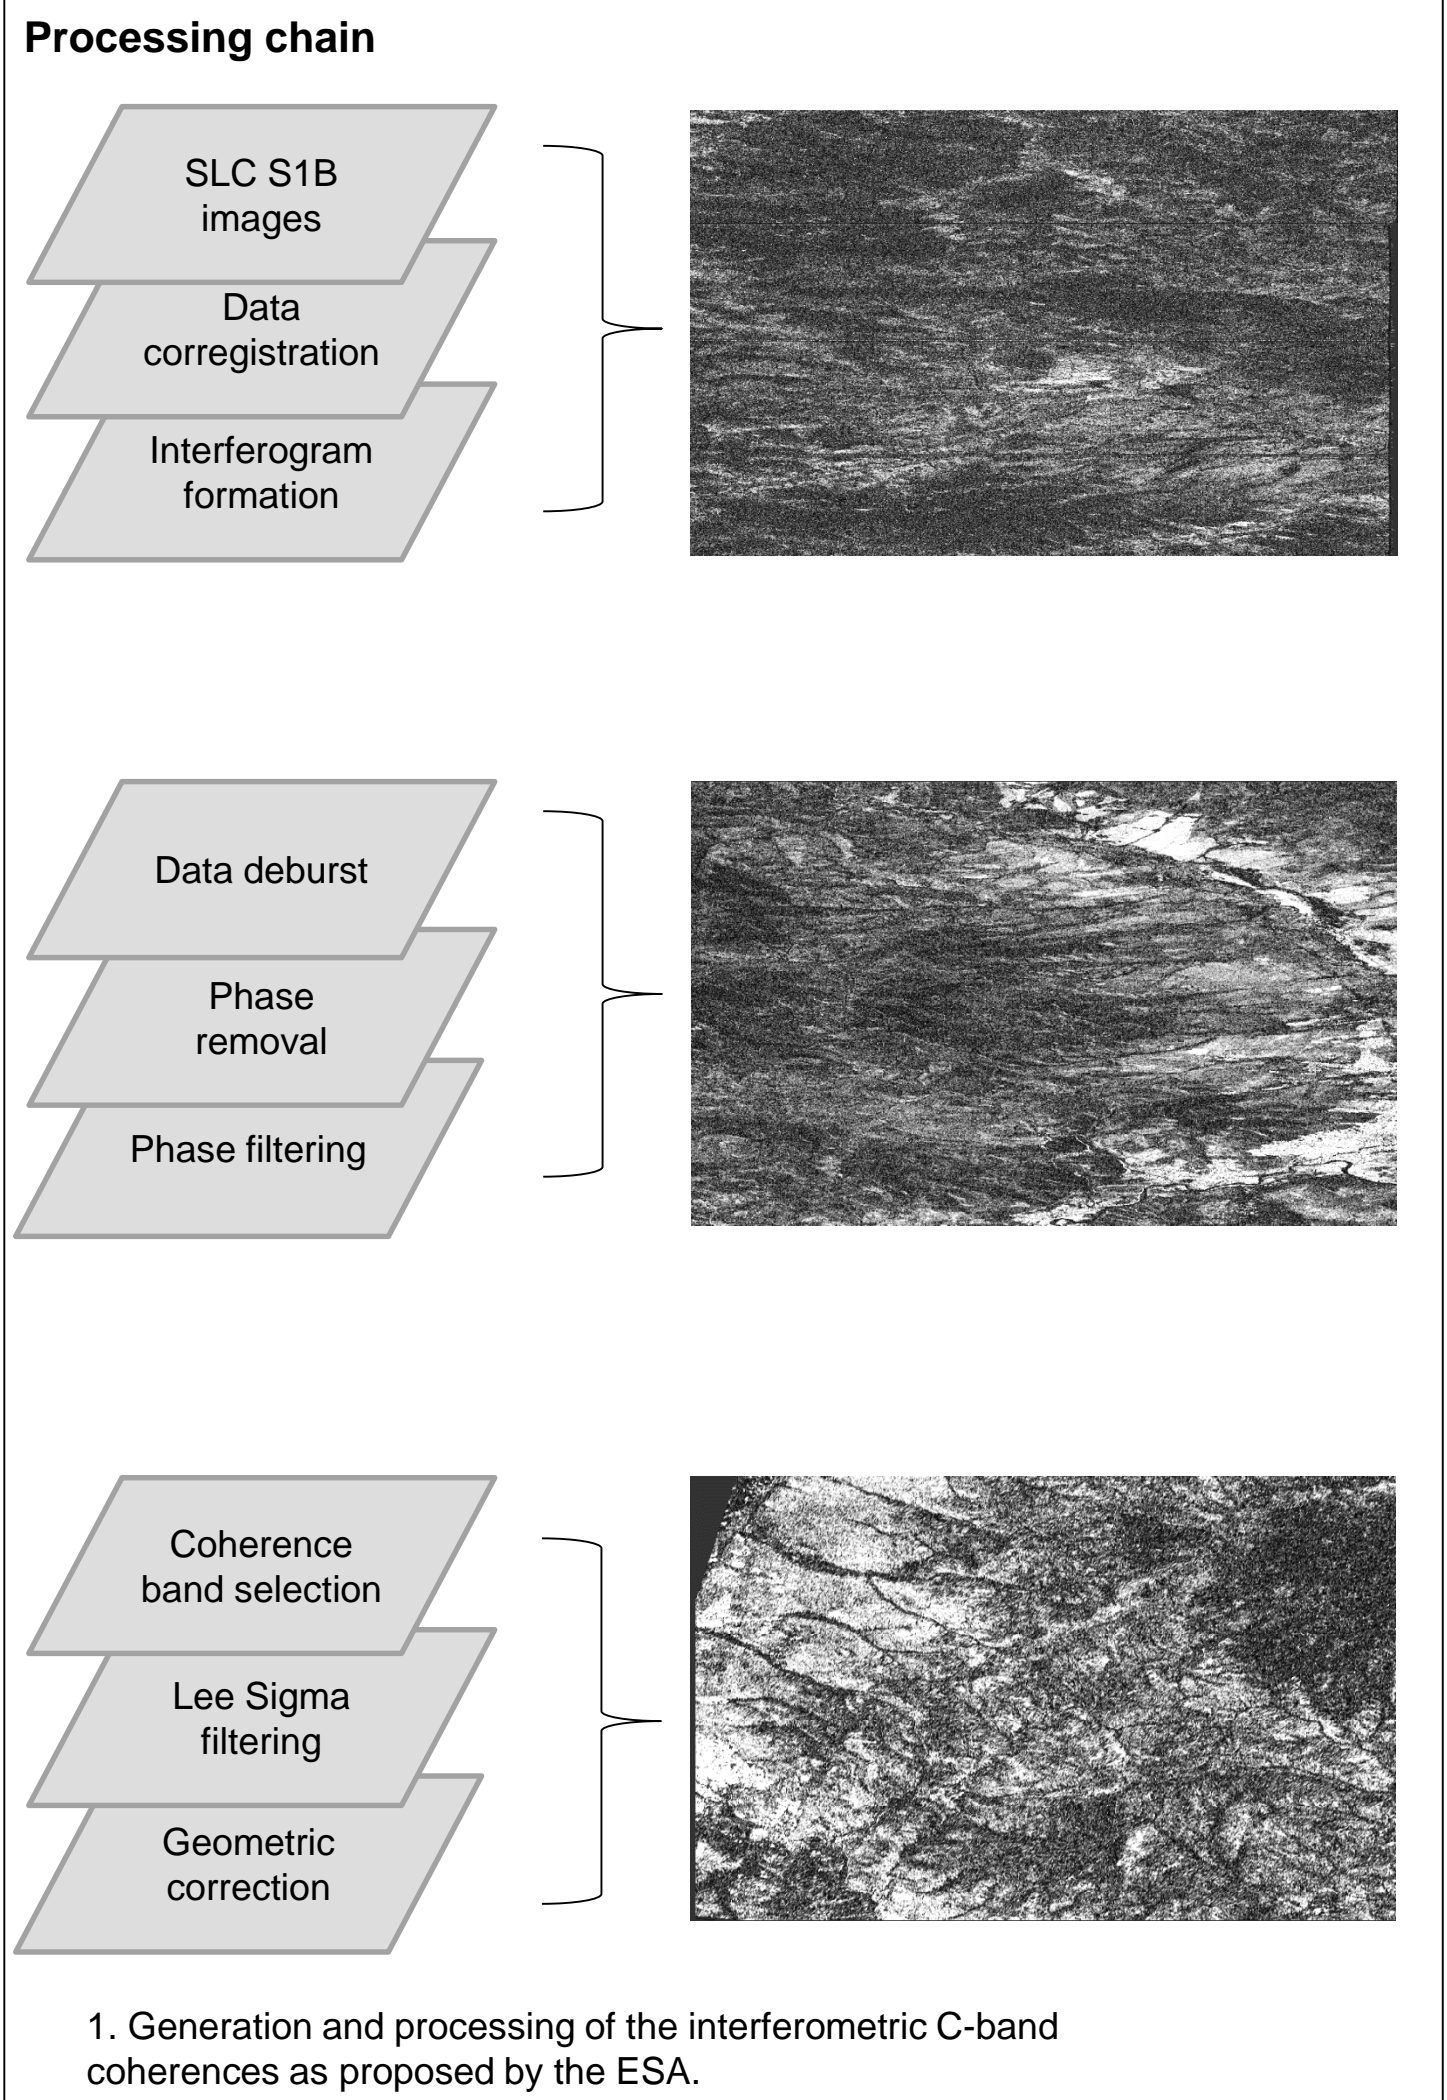 Processing chain
SLC S1B
images
Data
corregistration
Interferogram
formation
Data deburst
Phase
removal
Phase filtering
Coherence
band selection
Lee Sigma
filtering
Geometric
correction
1. Generation and processing of the interferometric C-band
coherences as proposed by the ESA.